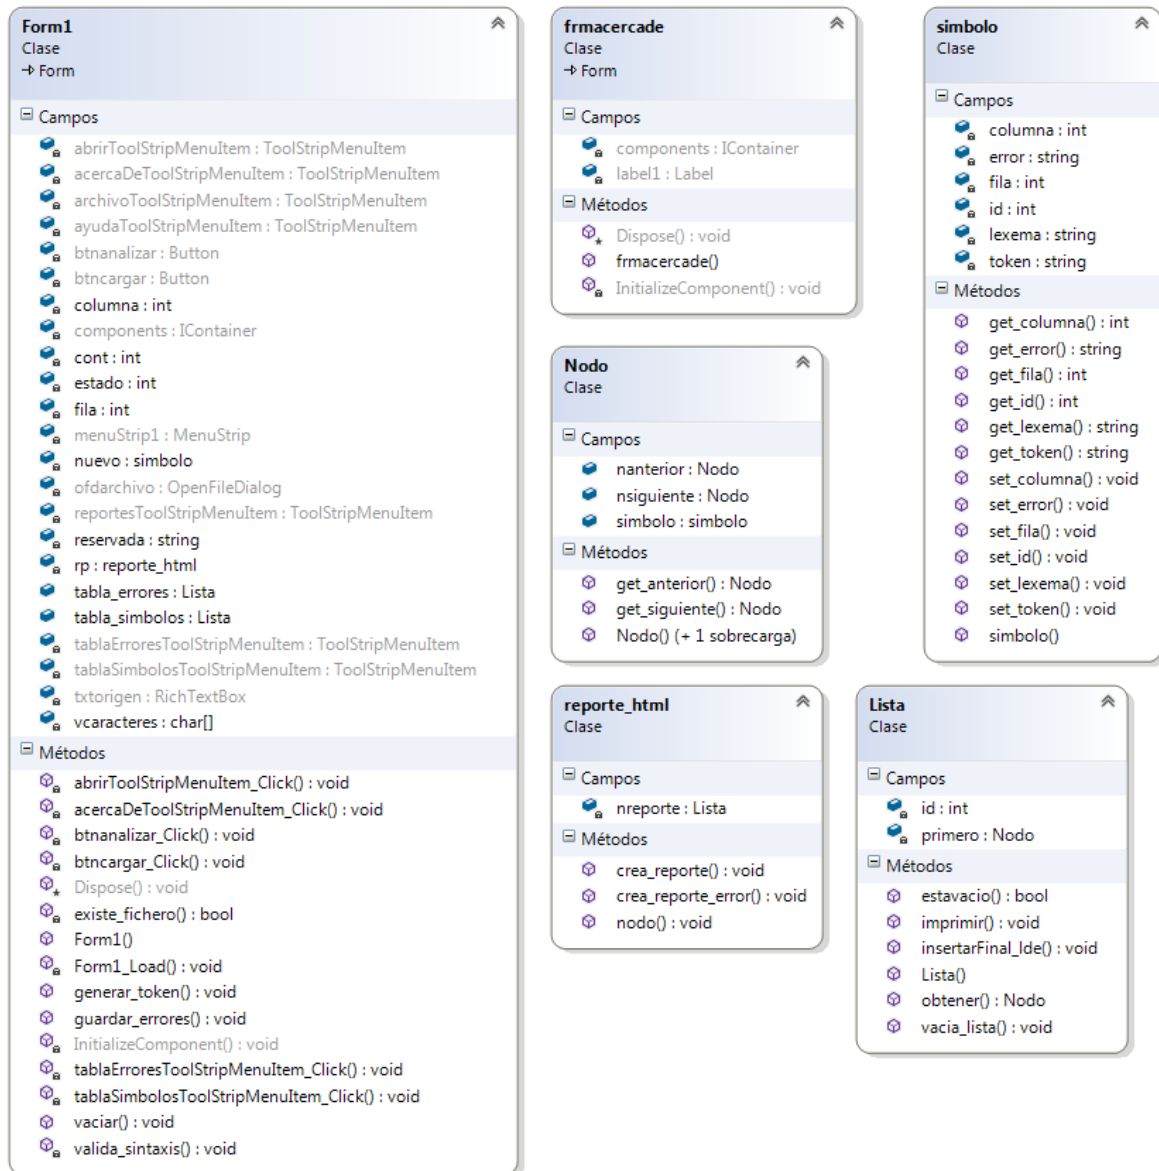 Form1
Clase
Form
Campos
abrirToolStripMenuItem : ToolStripMenuItem
acercaDeToolStripMenuItem : ToolStripMenuItem
archivoToolStripMenuItem : ToolStripMenuItem
ayudaToolStripMenuItem : ToolStripMenuItem
btnanalizar : Button
btncargar : Button
columna : int
components : IContainer
cont : int
estado : int
fila : int
menuStrip1 : MenuStrip
nuevo : simbolo
ofdarchivo : OpenFileDialog
reportesToolStripMenuItem : ToolStripMenuItem
reservada : string
rp : reporte_html
tabla_errores : Lista
tabla_simbolos : Lista
tablaErroresToolStripMenuItem : ToolStripMenuItem
tablaSimbolosToolStripMenuItem : ToolStripMenuItem
txtorigen : RichTextBox
vcaracteres : char[]
Métodos
abrirToolStripMenuItem_Click() : void
acercaDeToolStripMenuItem_Click() : void
btnanalizar_Click() : void
btncargar_Click() : void
Dispose() : void
existe_fichero() : bool
Form1()
Form1_Load() : void
generar_token() : void
guardar_errores() : void
InitializeComponent() : void
tablaErroresToolStripMenuItem_Click() : void
tablaSimbolosToolStripMenuItem_Click() : void
vaciar() : void
valida_sintaxis() : void
frmacercade
Clase
Form
Campos
components : IContainer
label1 : Label
Métodos
Dispose() : void
frmacercade()
InitializeComponent() : void
simbolo
Clase
Campos
columna : int
error : string
fila : int
id : int
lexema : string
token : string
Métodos
get_columna() : int
get_error() : string
get_fila() : int
get_id() : int
get_lexema() : string
get_token() : string
set_columna() : void
set_error() : void
set_fila() : void
set_id() : void
set_lexema() : void
set_token() : void
simbolo()
Nodo
Clase
Campos
nanterior : Nodo
nsiguiente : Nodo
simbolo : simbolo
Métodos
get_anterior() : Nodo
get_siguiente() : Nodo
Nodo() (+ 1 sobrecarga)
reporte_html
Clase
Campos
nreporte : Lista
Métodos
crea_reporte() : void
crea_reporte_error() : void
nodo() : void
Lista
Clase
Campos
id : int
primero : Nodo
Métodos
estavacio() : bool
imprimir() : void
insertarFinal_Ide() : void
Lista()
obtener() : Nodo
vacia_lista() : void